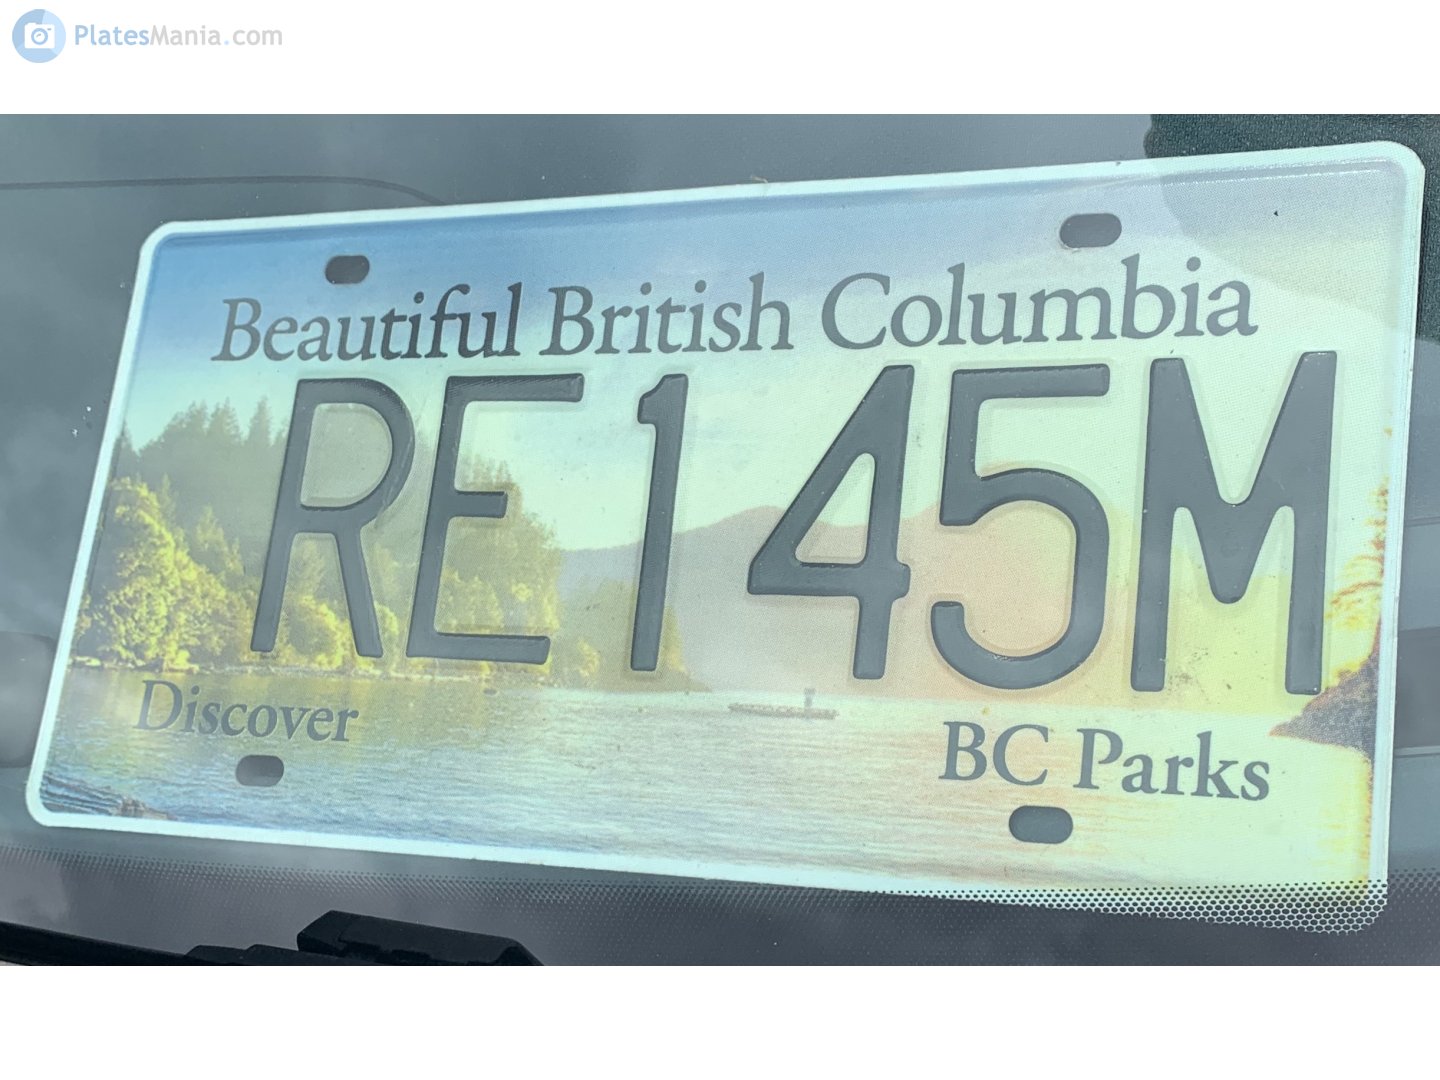 PlatesMania.com
Beautiful British Columbia
RE145M
Discover
BC Parks